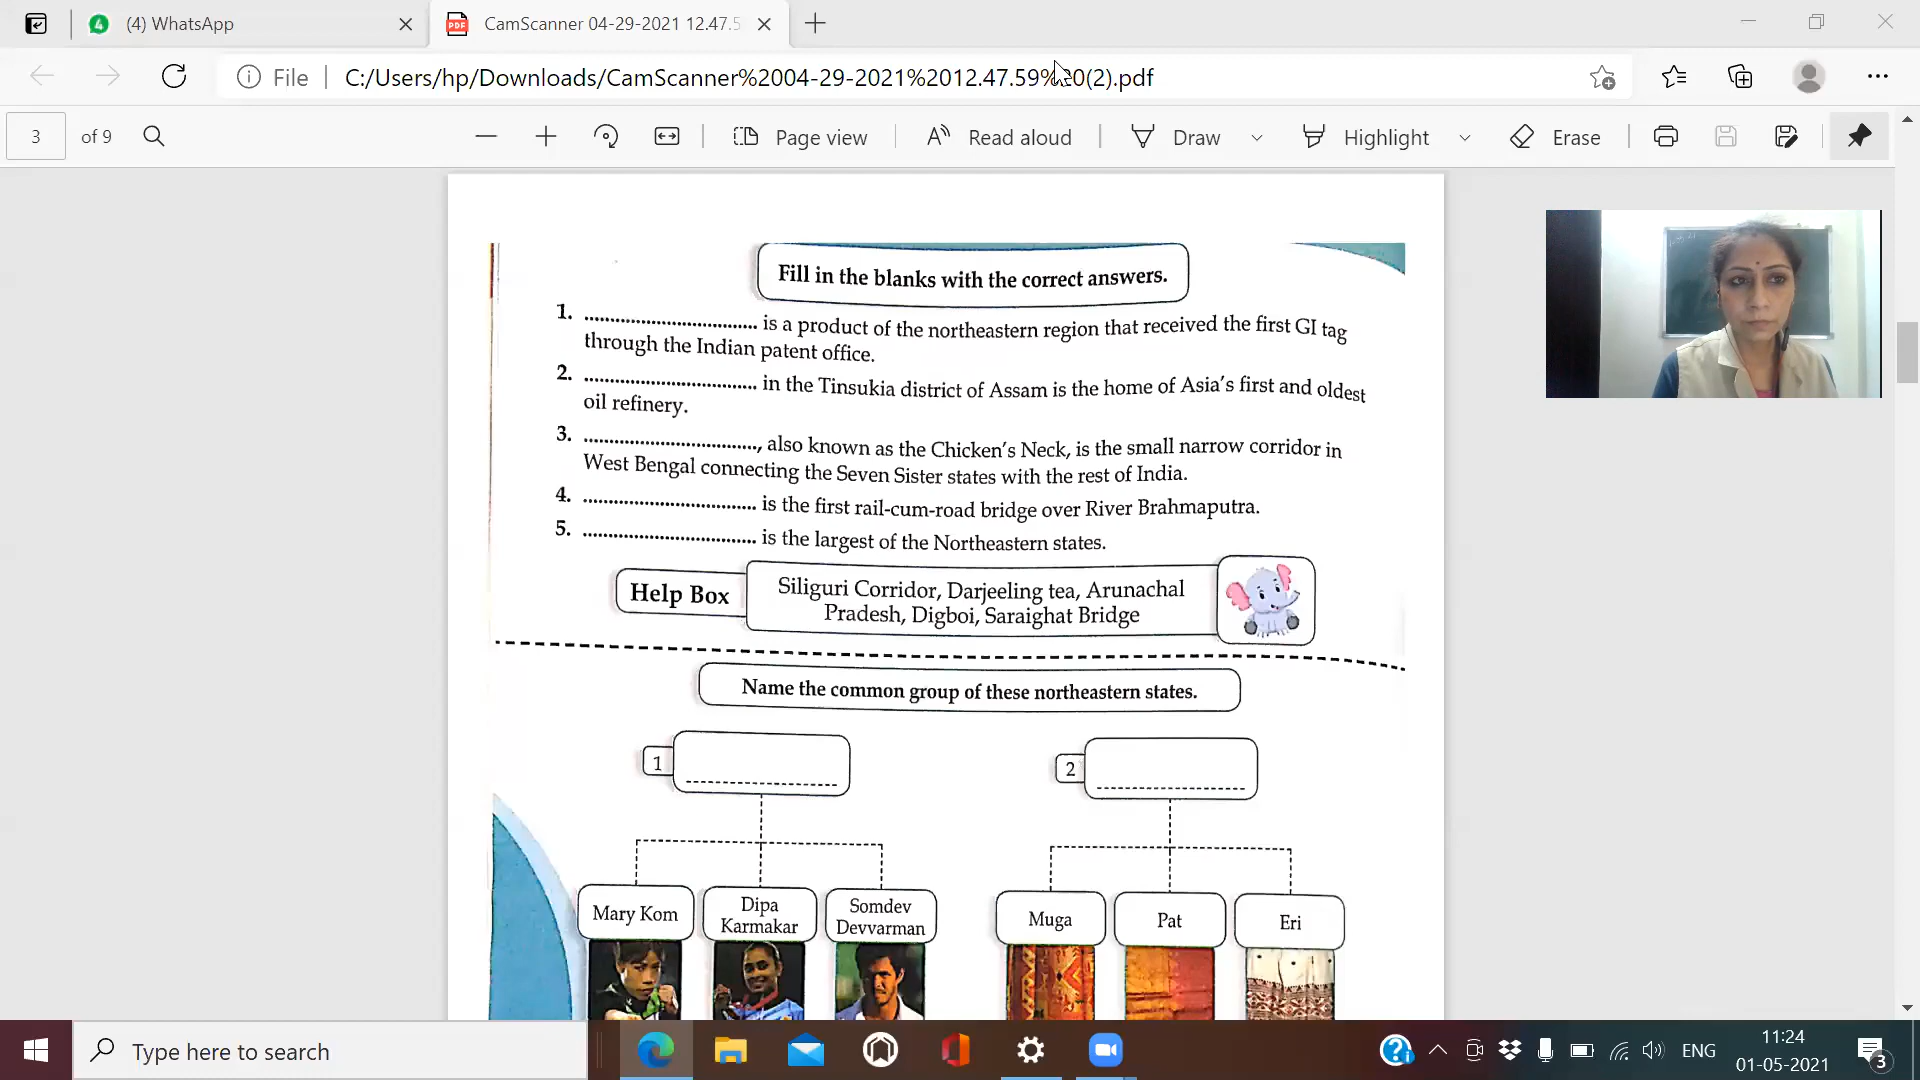 (4) WhatsApp
CamScanner 04-29-2021 12.47.5
File
C:/Users/hp/Downloads/CamScanner%2004-29-2021%2012.47.59%20(2).pdf
3 of 9
Page view
Read aloud
Draw
Highlight
Erase
Fill in the blanks with the correct answers.
1. .................................. is a product of the northeastern region that received the first GI tag
through the Indian patent office.
2. .................................. in the Tinsukia district of Assam is the home of Asia's first and oldest
oil refinery.
3. .................................., also known as the Chicken's Neck, is the small narrow corridor in
West Bengal connecting the Seven Sister states with the rest of India.
4. .................................. is the first rail-cum-road bridge over River Brahmaputra.
5. .................................. is the largest of the Northeastern states.
Help Box
Siliguri Corridor, Darjeeling tea, Arunachal
Pradesh, Digboi, Saraighat Bridge
Name the common group of these northeastern states.
1
2
Mary Kom
Dipa
Karmakar
Somdev
Devvarman
Muga
Pat
Eri
Type here to search
ENG
11:24
01-05-2021
3